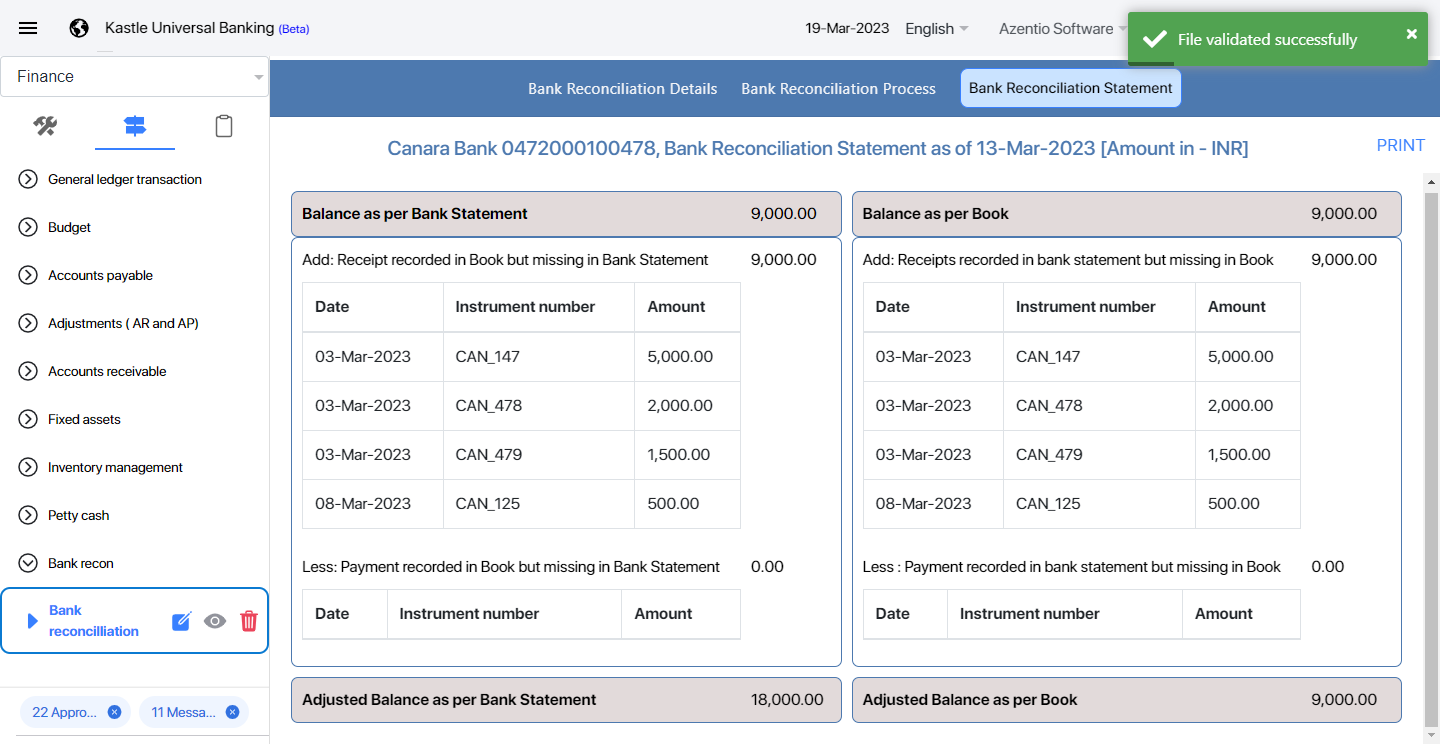 Kastle Universal Banking (Beta)
19-Mar-2023 English Azentio Software
File validated successfully
Finance
Bank Reconciliation Details Bank Reconciliation Process Bank Reconciliation Statement
Canara Bank 0472000100478, Bank Reconciliation Statement as of 13-Mar-2023 [Amount in - INR]
PRINT
General ledger transaction
Budget
Accounts payable
Adjustments ( AR and AP)
Accounts receivable
Fixed assets
Inventory management
Petty cash
Bank recon
Bank
reconcilliation
22 Appro... 11 Messa...
Balance as per Bank Statement 9,000.00
Add: Receipt recorded in Book but missing in Bank Statement 9,000.00
Date Instrument number Amount
03-Mar-2023 CAN_147 5,000.00
03-Mar-2023 CAN_478 2,000.00
03-Mar-2023 CAN_479 1,500.00
08-Mar-2023 CAN_125 500.00
Less: Payment recorded in Book but missing in Bank Statement 0.00
Date Instrument number Amount
Adjusted Balance as per Bank Statement 18,000.00
Balance as per Book 9,000.00
Add: Receipts recorded in bank statement but missing in Book 9,000.00
Date Instrument number Amount
03-Mar-2023 CAN_147 5,000.00
03-Mar-2023 CAN_478 2,000.00
03-Mar-2023 CAN_479 1,500.00
08-Mar-2023 CAN_125 500.00
Less : Payment recorded in bank statement but missing in Book 0.00
Date Instrument number Amount
Adjusted Balance as per Book 9,000.00